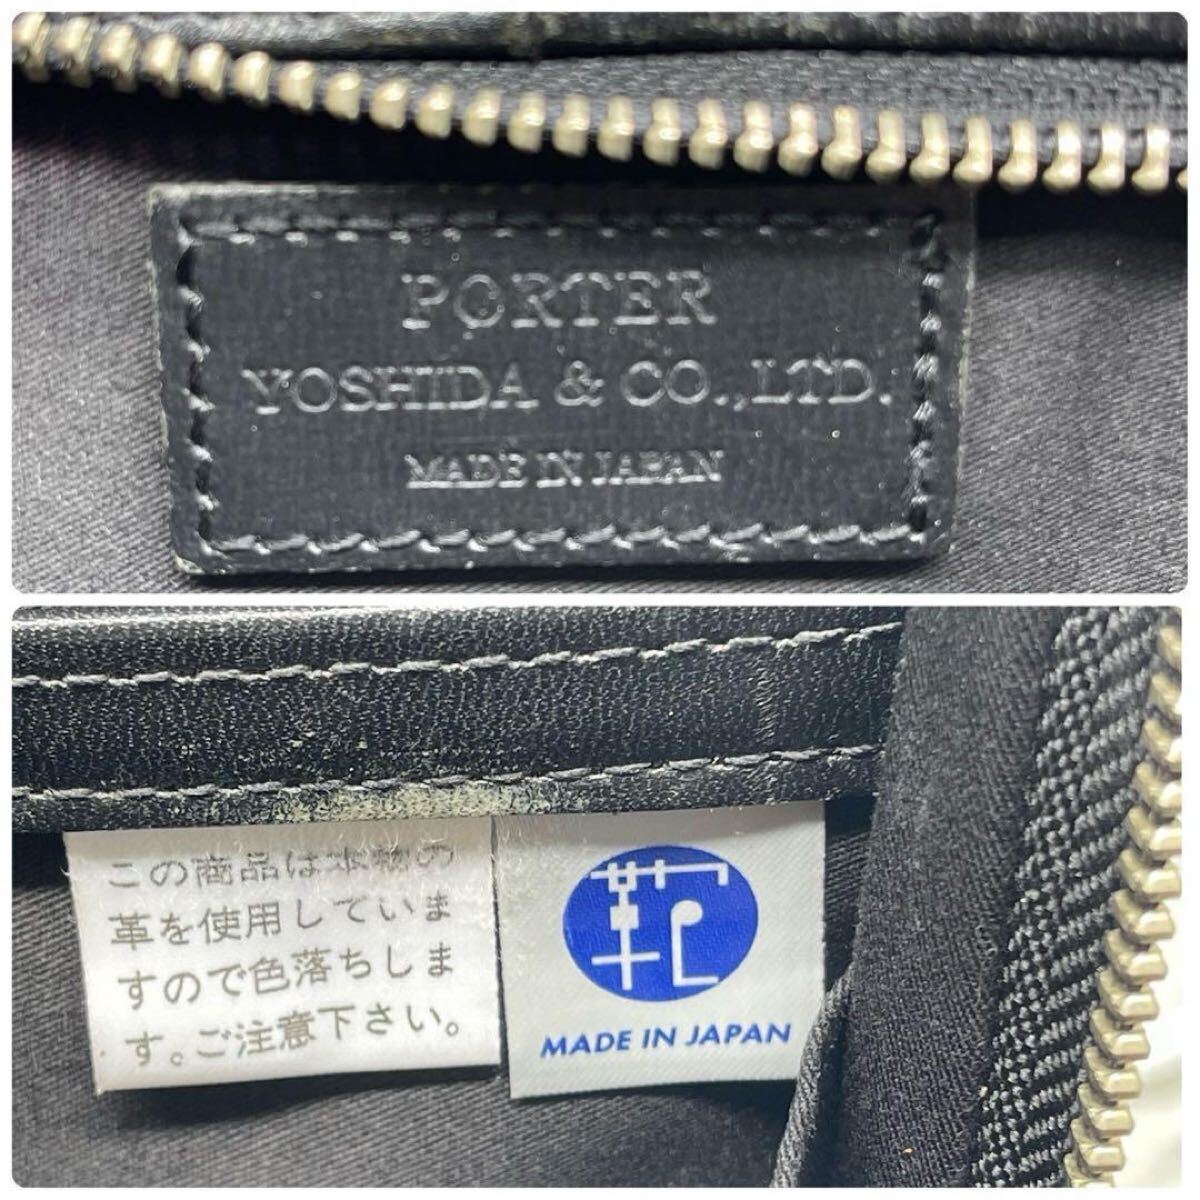 PORTER
YOSHIDA & CO.,LTD.
MADE IN JAPAN
この商品は本物の
革を使用していま
すので色落ちしま
す。ご注意下さい。
MADE IN JAPAN